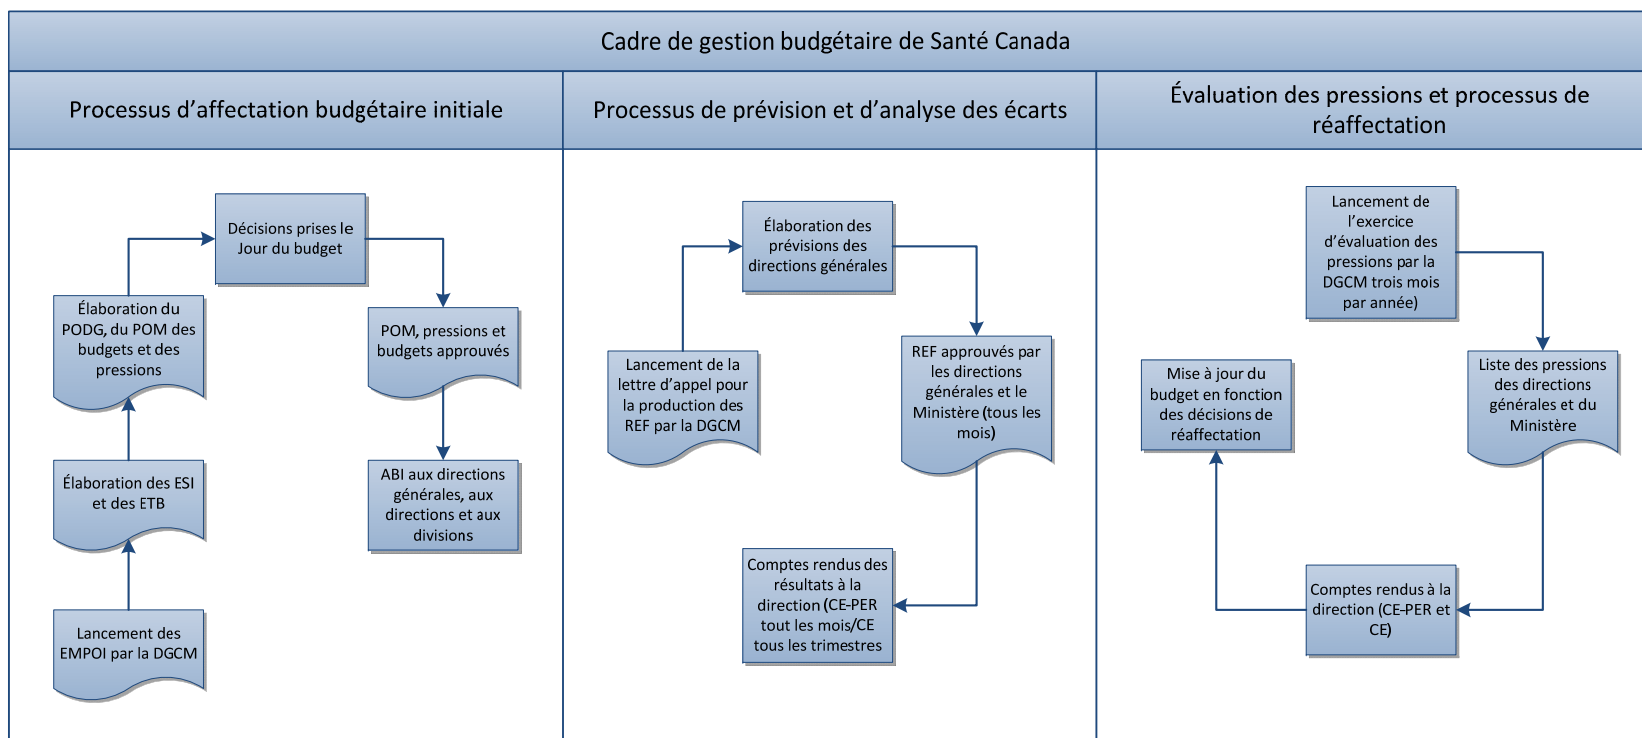 Cadre de gestion budgétaire de Santé Canada
Processus d’affectation budgétaire initiale
Processus de prévision et d’analyse des écarts
Évaluation des pressions et processus de
réaffectation
Décisions prises le
Jour du budget
Élaboration du
PODG, du POM des
budgets et des
pressions
POM, pressions et
budgets approuvés
Élaboration des ESI
et des ETB
ABI aux directions
générales, aux
directions et aux
divisions
Lancement des
EMPOI par la DGCM
Élaboration des
prévisions des
directions générales
Lancement de la
lettre d’appel pour
la production des
REF par la DGCM
REF approuvés par
les directions
générales et le
Ministère (tous les
mois)
Comptes rendus des
résultats à la
direction (CE-PER
tout les mois/CE
tous les trimestres
Lancement de
l’exercice
d’évaluation des
pressions par la
DGCM trois mois
par année)
Mise à jour du
budget en fonction
des décisions de
réaffectation
Liste des pressions
des directions
générales et du
Ministère
Comptes rendus à la
direction (CE-PER et
CE)